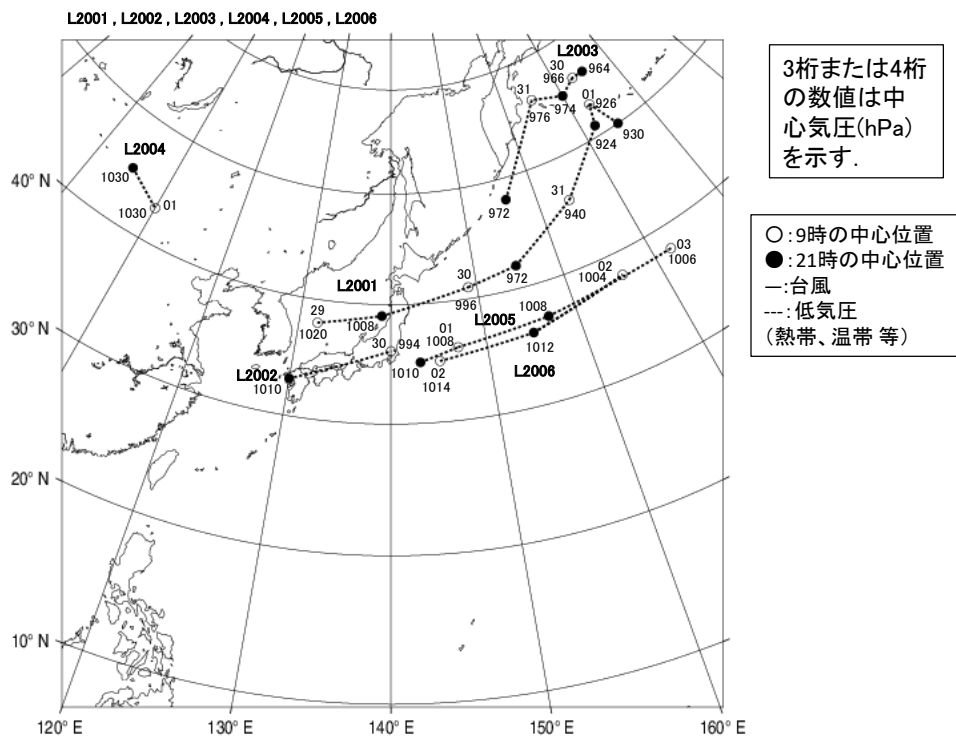 L2001 , L2002 , L2003 , L2004 , L2005 , L2006
L2003
30
966
964
31
976
974
01
926
924
930
3桁または4桁
の数値は中
心気圧(hPa)
を示す.
L2004
1030
1030
01
40° N
972
31
940
○:9時の中心位置
●:21時の中心位置
―:台風
---:低気圧
(熱帯、温帯 等)
03
1006
02
1004
30
996
972
L2001
29
1020
1008
30
994
L2005
01
1008
1008
1012
L2006
30° N
L2002
1010
1010
02
1014
20° N
10° N
120° E
130° E
140° E
150° E
160° E